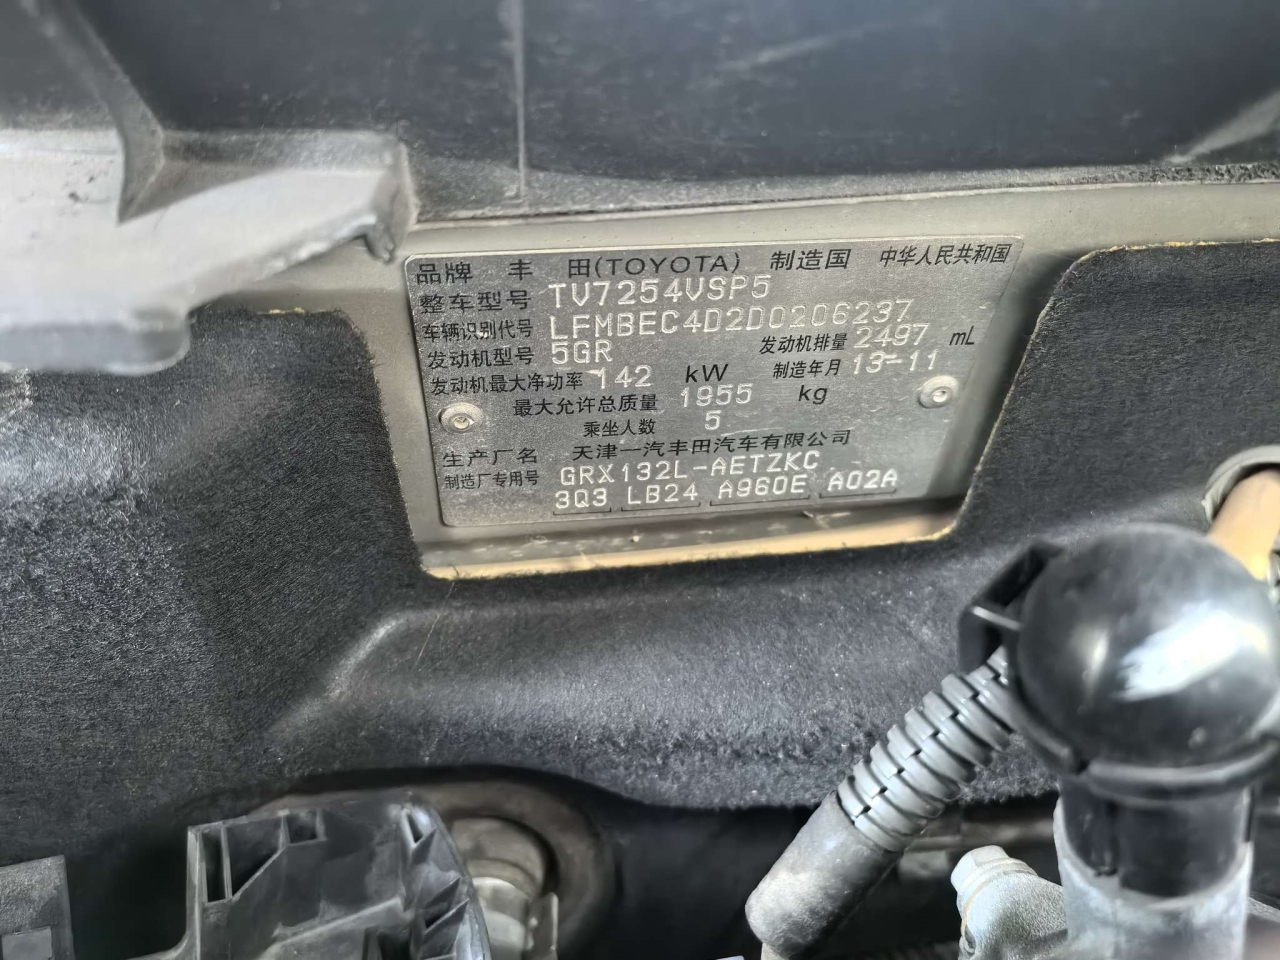 品牌 丰 田(TOYOTA) 制造国 中华人民共和国
整车型号 TV7254VSP5
车辆识别代号 LFMBEC4D2D0206237
发动机型号 5GR 发动机排量 2497 mL
发动机最大净功率 142 kW 制造年月 13-11
最大允许总质量 1955 kg
乘坐人数 5
生产厂名 天津一汽丰田汽车有限公司
制造厂专用号 GRX132L-AETZKC
3Q3 LB24 A960E A02A